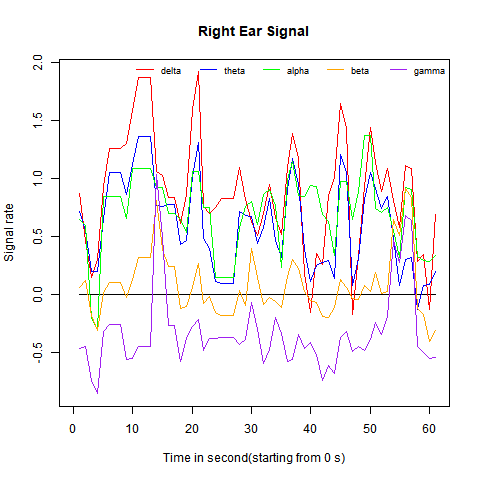 Right Ear Signal
delta theta alpha beta gamma
2.0
1.5
1.0
0.5
0.0
-0.5
Signal rate
0 10 20 30 40 50 60
Time in second(starting from 0 s)